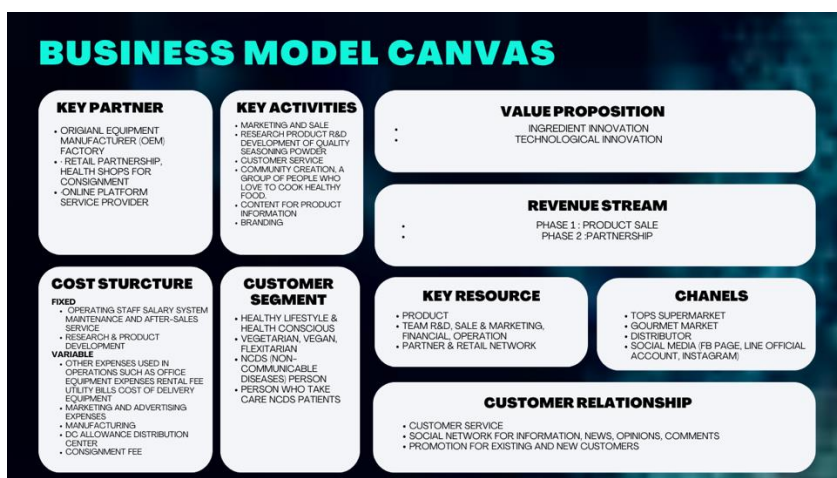 BUSINESS MODEL CANVAS
KEY PARTNER
• ORIGIANL EQUIPMENT
MANUFACTURER (OEM)
FACTORY
• · RETAIL PARTNERSHIP,
HEALTH SHOPS FOR
CONSIGNMENT
• ·ONLINE PLATFORM
SERVICE PROVIDER
KEY ACTIVITIES
• MARKETING AND SALE
• RESEARCH PRODUCT R&D
DEVELOPMENT OF QUALITY
SEASONING POWDER
• CUSTOMER SERVICE
• COMMUNITY CREATION, A
GROUP OF PEOPLE WHO
LOVE TO COOK HEALTHY
FOOD.
• CONTENT FOR PRODUCT
INFORMATION
• BRANDING
VALUE PROPOSITION
• INGREDIENT INNOVATION
• TECHNOLOGICAL INNOVATION
REVENUE STREAM
• PHASE 1 : PRODUCT SALE
• PHASE 2 :PARTNERSHIP
COST STURCTURE
FIXED
• OPERATING STAFF SALARY SYSTEM
MAINTENANCE AND AFTER-SALES
SERVICE
• RESEARCH & PRODUCT
DEVELOPMENT
VARIABLE
• OTHER EXPENSES USED IN
OPERATIONS SUCH AS OFFICE
EQUIPMENT EXPENSES RENTAL FEE
UTILITY BILLS COST OF DELIVERY
EQUIPMENT
• MARKETING AND ADVERTISING
EXPENSES
• MANUFACTURING
• DC ALLOWANCE DISTRIBUTION
CENTER
• CONSIGNMENT FEE
CUSTOMER
SEGMENT
• HEALTHY LIFESTYLE &
HEALTH CONSCIOUS
• VEGETARIAN, VEGAN,
FLEXITARIAN
• NCDS (NON-
COMMUNICABLE
DISEASES) PERSON
• PERSON WHO TAKE
CARE NCDS PATIENTS
KEY RESOURCE
• PRODUCT
• TEAM R&D, SALE & MARKETING,
FINANCIAL, OPERATION
• PARTNER & RETAIL NETWORK
CHANELS
• TOPS SUPERMARKET
• GOURMET MARKET
• DISTRIBUTOR
• SOCIAL MEDIA (FB PAGE, LINE OFFICIAL
ACCOUNT, INSTAGRAM)
CUSTOMER RELATIONSHIP
• CUSTOMER SERVICE
• SOCIAL NETWORK FOR INFORMATION, NEWS, OPINIONS, COMMENTS
• PROMOTION FOR EXISTING AND NEW CUSTOMERS